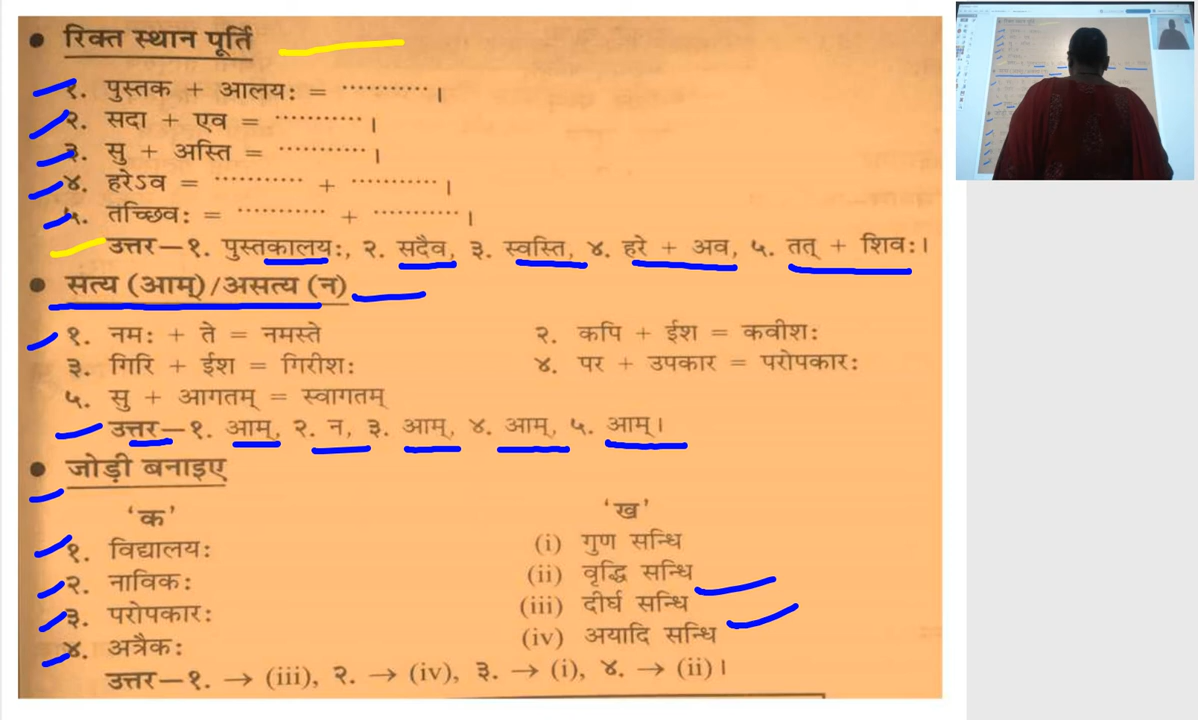 ● रिक्त स्थान पूर्ति
१. पुस्तक + आलय: = ...........।
२. सदा + एव = ...........।
३. सु + अस्ति = ...........।
४. हरेऽव = ........... + ...........।
५. तच्छिव: = ........... + ...........।
उत्तर—१. पुस्तकालय:, २. सदैव, ३. स्वस्ति, ४. हरे + अव, ५. तत् + शिव:।
● सत्य (आम्)/असत्य (न)
१. नम: + ते = नमस्ते २. कपि + ईश = कवीश:
३. गिरि + ईश = गिरीश: ४. पर + उपकार = परोपकार:
५. सु + आगतम् = स्वागतम्
उत्तर—१. आम्, २. न, ३. आम्, ४. आम्, ५. आम्।
● जोड़ी बनाइए
'क' 'ख'
१. विद्यालय: (i) गुण सन्धि
२. नाविक: (ii) वृद्धि सन्धि
३. परोपकार: (iii) दीर्घ सन्धि
४. अत्रैक: (iv) अयादि सन्धि
उत्तर—१. → (iii), २. → (iv), ३. → (i), ४. → (ii)।